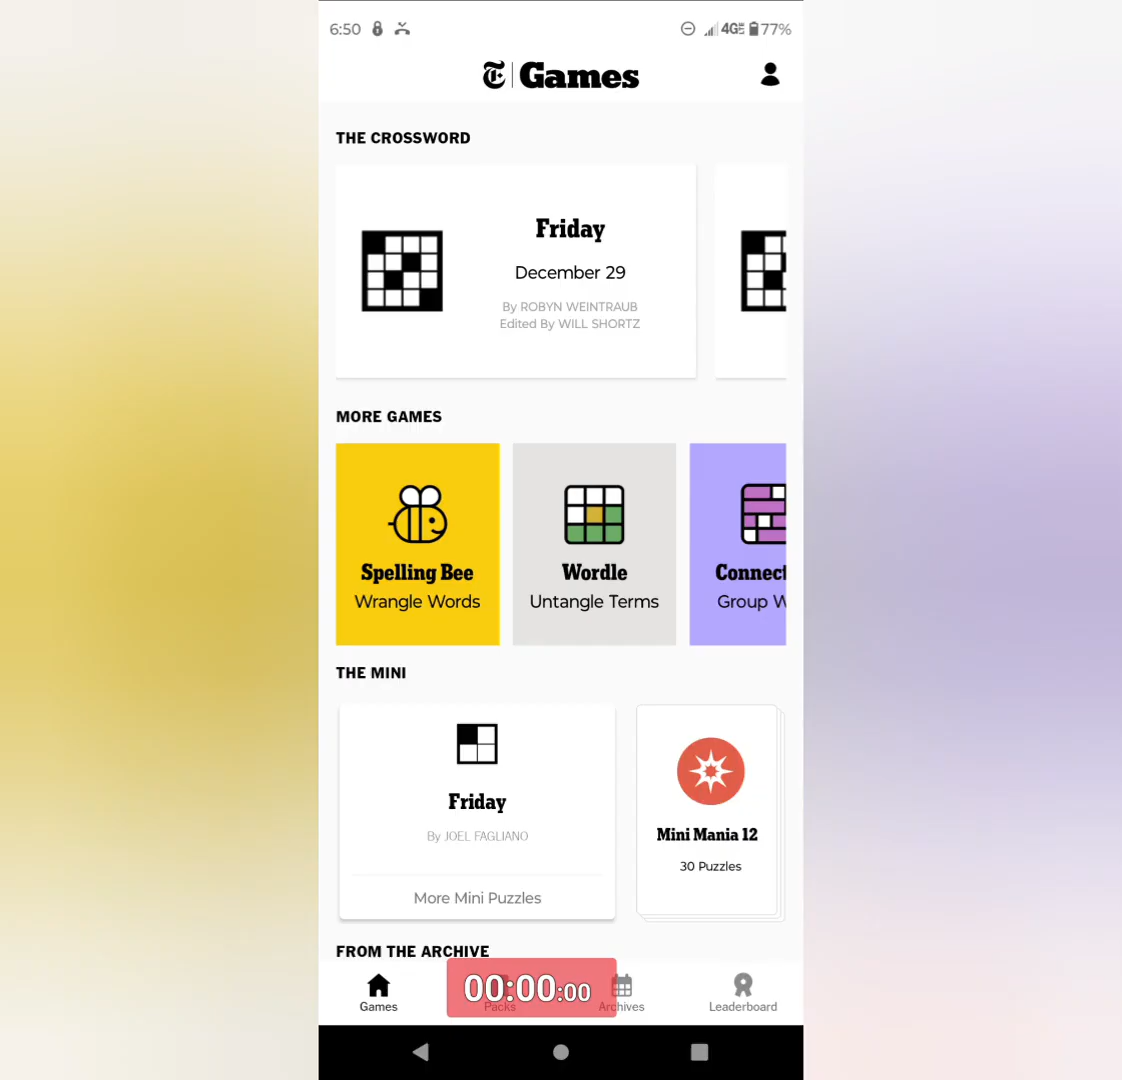 6:50 4G 77%
Games
THE CROSSWORD
Friday
December 29
By ROBYN WEINTRAUB
Edited By WILL SHORTZ
MORE GAMES
Spelling Bee
Wrangle Words
Wordle
Untangle Terms
Connect
Group W
THE MINI
Friday
By JOEL FAGLIANO
More Mini Puzzles
Mini Mania 12
30 Puzzles
FROM THE ARCHIVE
00:00:00
Games Packs Archives Leaderboard